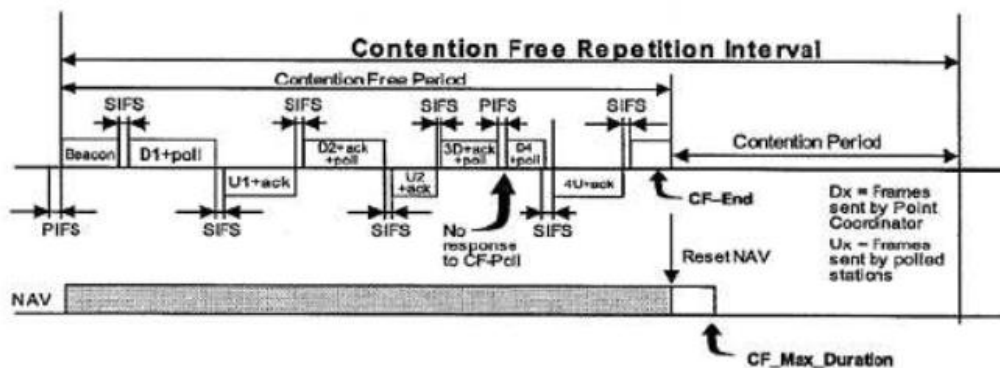 Contention Free Repetition Interval
Contention Free Period
SIFS
SIFS
SIFS
PIFS
SIFS
Beacon
D1+poll
D2+ack
+poll
3D+ack
+poll
D4
+poll
Contention Period
U1+ack
U2
+ack
4U+ack
PIFS
SIFS
SIFS
No
response
to CF-Poll
SIFS
CF-End
Dx = Frames
sent by Point
Coordinator
Ux = Frames
sent by polled
stations
Reset NAV
NAV
CF_Max_Duration